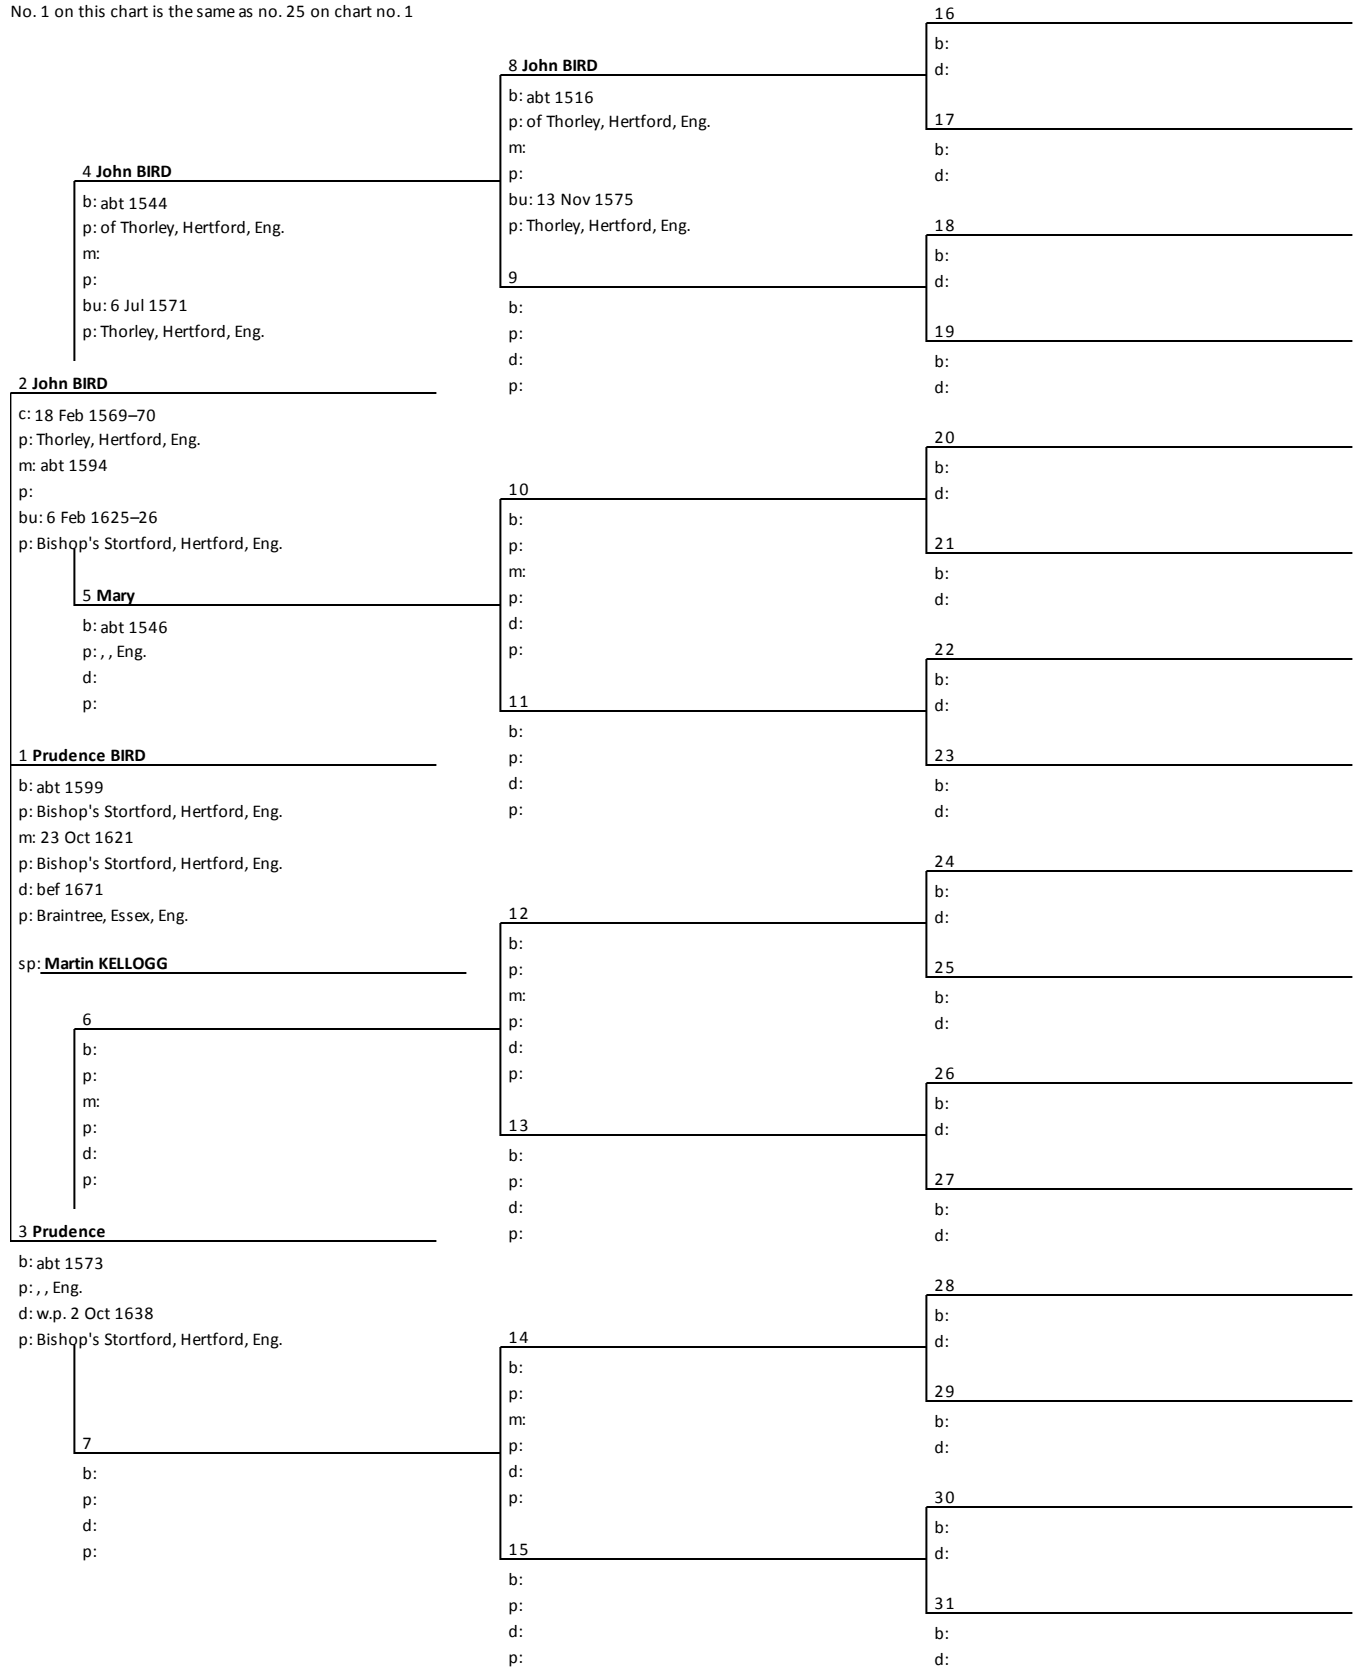 No. 1 on this chart is the same as no. 25 on chart no. 1
16
b:
d:
8 John BIRD
b: abt 1516
p: of Thorley, Hertford, Eng.
m:
p:
bu: 13 Nov 1575
p: Thorley, Hertford, Eng.
17
b:
d:
4 John BIRD
b: abt 1544
p: of Thorley, Hertford, Eng.
m:
p:
bu: 6 Jul 1571
p: Thorley, Hertford, Eng.
18
b:
d:
9
b:
p:
d:
p:
19
b:
d:
2 John BIRD
c: 18 Feb 1569–70
p: Thorley, Hertford, Eng.
m: abt 1594
p:
bu: 6 Feb 1625–26
p: Bishop's Stortford, Hertford, Eng.
20
b:
d:
10
b:
p:
m:
p:
d:
p:
21
b:
d:
5 Mary
b: abt 1546
p: , , Eng.
d:
p:
22
b:
d:
11
b:
p:
d:
p:
23
b:
d:
1 Prudence BIRD
b: abt 1599
p: Bishop's Stortford, Hertford, Eng.
m: 23 Oct 1621
p: Bishop's Stortford, Hertford, Eng.
d: bef 1671
p: Braintree, Essex, Eng.
sp: Martin KELLOGG
24
b:
d:
12
b:
p:
m:
p:
d:
p:
25
b:
d:
6
b:
p:
m:
p:
d:
p:
26
b:
d:
13
b:
p:
d:
p:
27
b:
d:
3 Prudence
b: abt 1573
p: , , Eng.
d: w.p. 2 Oct 1638
p: Bishop's Stortford, Hertford, Eng.
28
b:
d:
14
b:
p:
m:
p:
d:
p:
29
b:
d:
7
b:
p:
d:
p:
30
b:
d:
15
b:
p:
d:
p:
31
b:
d: